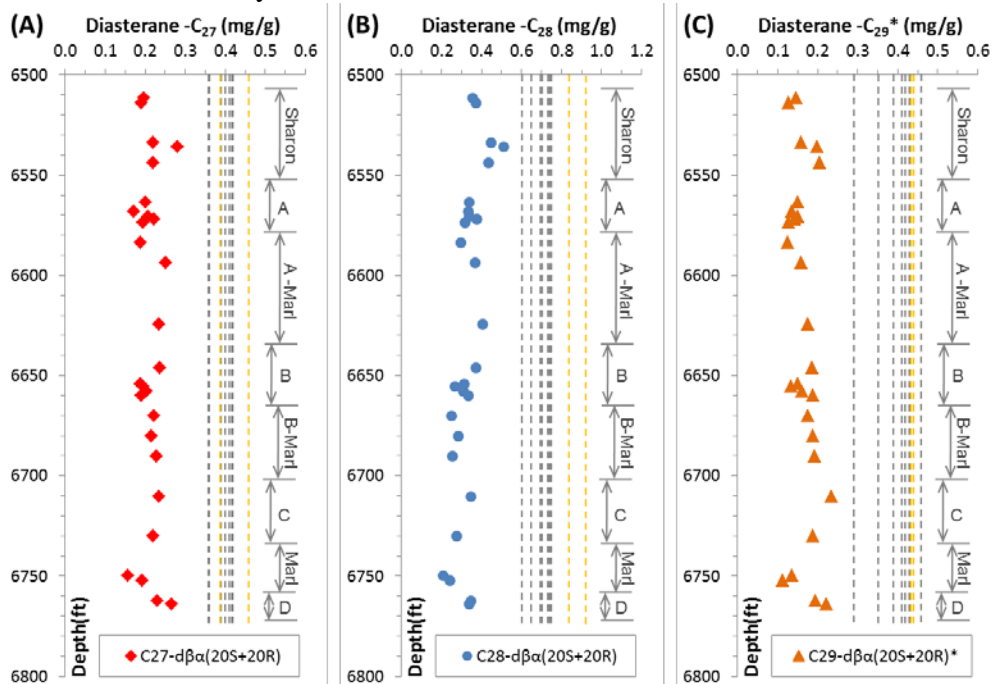 (A) Diasterane -C27 (mg/g)
0.0 0.1 0.2 0.3 0.4 0.5 0.6
6500
6550
6600
6650
6700
6750
6800
Depth(ft)
Sharon
A
A -Marl
B
B-Marl
C
Marl
D
C27-dβα(20S+20R)
(B) Diasterane -C28 (mg/g)
0.0 0.2 0.4 0.6 0.8 1.0 1.2
6500
6550
6600
6650
6700
6750
6800
Depth(ft)
Sharon
A
A -Marl
B
B-Marl
C
Marl
D
C28-dβα(20S+20R)
(C) Diasterane -C29* (mg/g)
0.0 0.1 0.2 0.3 0.4 0.5 0.6
6500
6550
6600
6650
6700
6750
6800
Depth(ft)
Sharon
A
A -Marl
B
B-Marl
C
Marl
D
C29-dβα(20S+20R)*